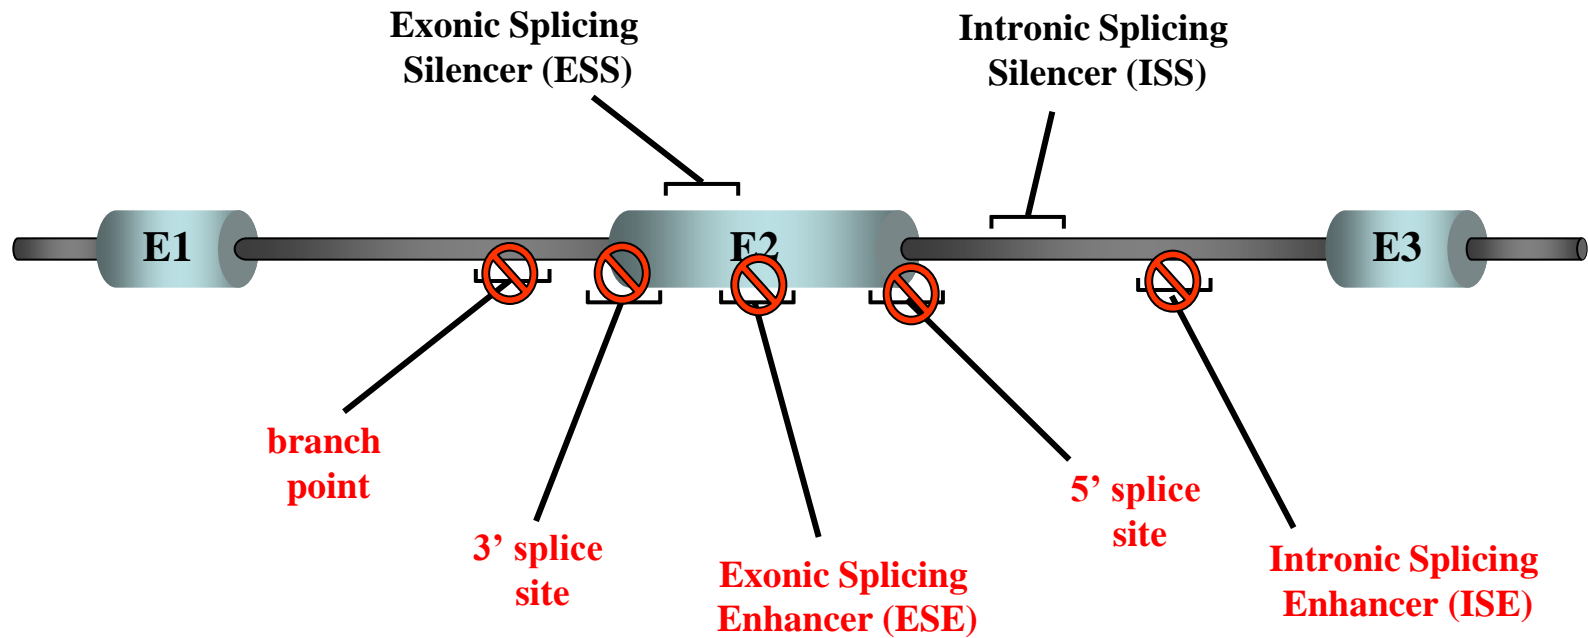 Exonic Splicing
Silencer (ESS)
Intronic Splicing
Silencer (ISS)
E1
E2
E3
branch
point
3’ splice
site
Exonic Splicing
Enhancer (ESE)
5’ splice
site
Intronic Splicing
Enhancer (ISE)